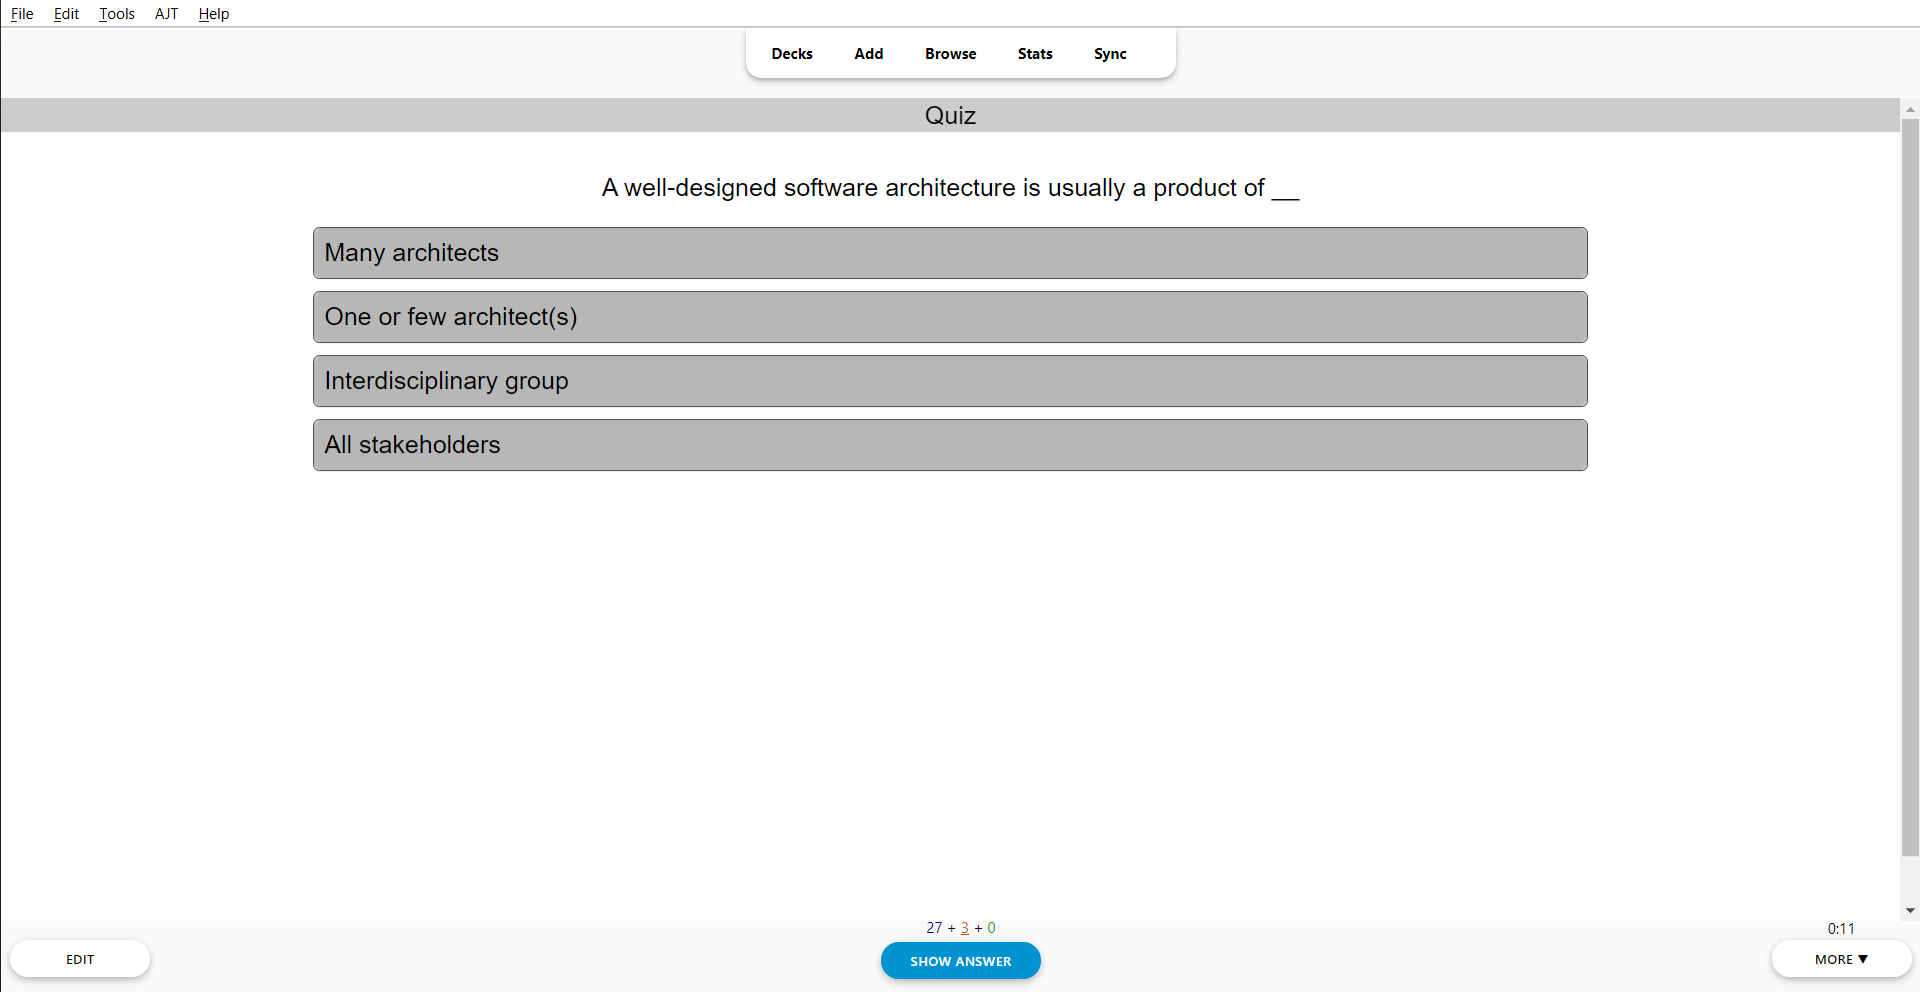 File Edit Tools AJT Help
Decks Add Browse Stats Sync
Quiz
A well-designed software architecture is usually a product of __
Many architects
One or few architect(s)
Interdisciplinary group
All stakeholders
27 + 3 + 0
0:11
EDIT
SHOW ANSWER
MORE ▼